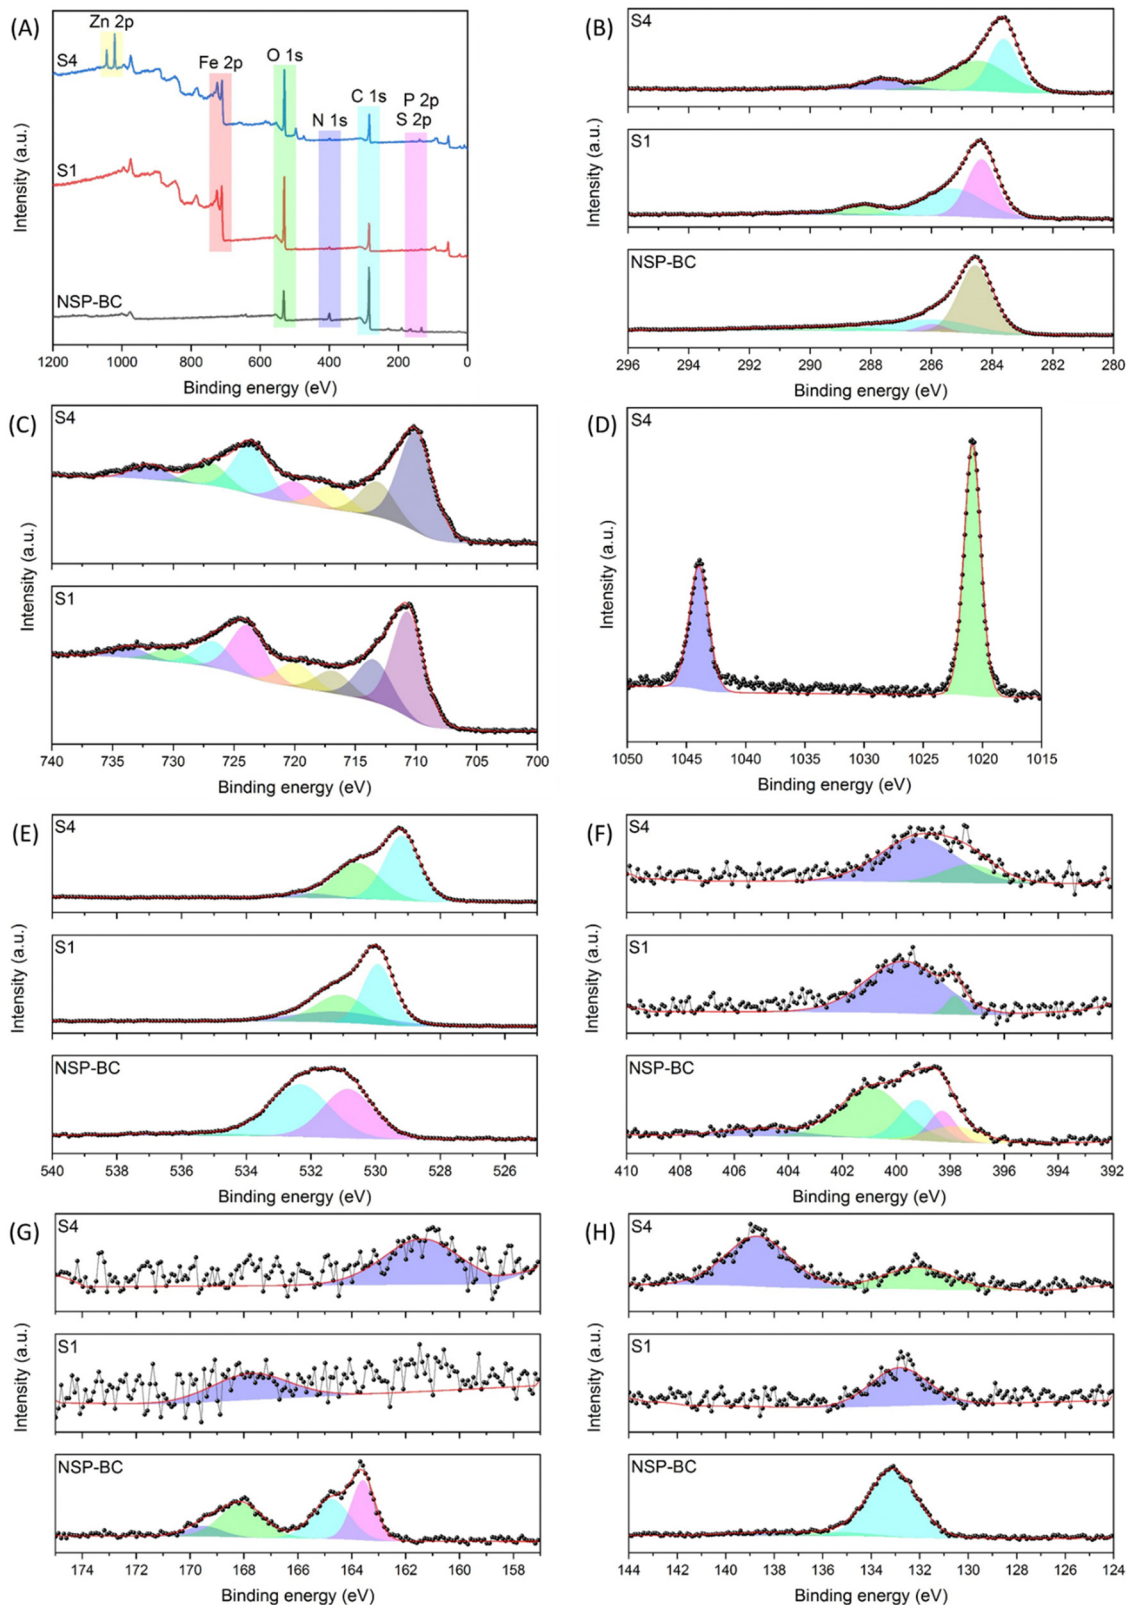 (A)
Zn 2p
S4
Fe 2p
O 1s
N 1s
C 1s
P 2p
S 2p
S1
NSP-BC
Intensity (a.u.)
1200 1000 800 600 400 200 0
Binding energy (eV)
(B)
S4
S1
NSP-BC
Intensity (a.u.)
296 294 292 290 288 286 284 282 280
Binding energy (eV)
(C)
S4
S1
Intensity (a.u.)
740 735 730 725 720 715 710 705 700
Binding energy (eV)
(D)
S4
Intensity (a.u.)
1050 1045 1040 1035 1030 1025 1020 1015
Binding energy (eV)
(E)
S4
S1
NSP-BC
Intensity (a.u.)
540 538 536 534 532 530 528 526
Binding energy (eV)
(F)
S4
S1
NSP-BC
Intensity (a.u.)
410 408 406 404 402 400 398 396 394 392
Binding energy (eV)
(G)
S4
S1
NSP-BC
Intensity (a.u.)
174 172 170 168 166 164 162 160 158
Binding energy (eV)
(H)
S4
S1
NSP-BC
Intensity (a.u.)
144 142 140 138 136 134 132 130 128 126 124
Binding energy (eV)